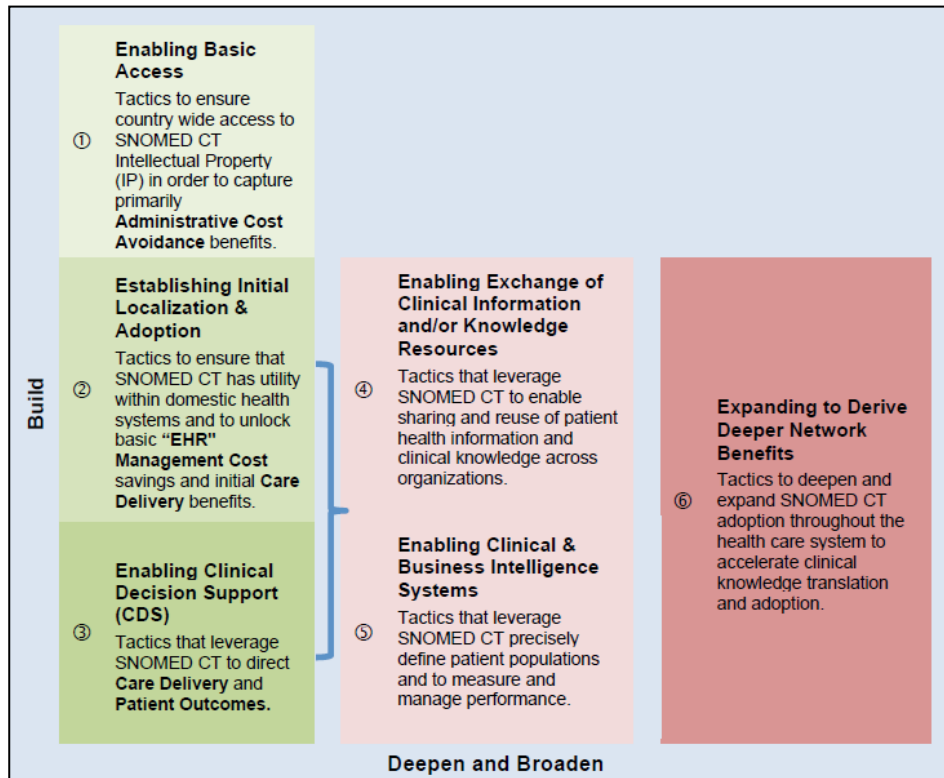 Build
①
Enabling Basic
Access
Tactics to ensure
country wide access to
SNOMED CT
Intellectual Property
(IP) in order to capture
primarily
Administrative Cost
Avoidance benefits.
②
Establishing Initial
Localization &
Adoption
Tactics to ensure that
SNOMED CT has utility
within domestic health
systems and to unlock
basic “EHR"
Management Cost
savings and initial Care
Delivery benefits.
③
Enabling Clinical
Decision Support
(CDS)
Tactics that leverage
SNOMED CT to direct
Care Delivery and
Patient Outcomes.
④
Enabling Exchange of
Clinical Information
and/or Knowledge
Resources
Tactics that leverage
SNOMED CT to enable
sharing and reuse of patient
health information and
clinical knowledge across
organizations.
⑤
Enabling Clinical &
Business Intelligence
Systems
Tactics that leverage
SNOMED CT precisely
define patient populations
and to measure and
manage performance.
⑥
Expanding to Derive
Deeper Network
Benefits
Tactics to deepen and
expand SNOMED CT
adoption throughout the
health care system to
accelerate clinical
knowledge translation
and adoption.
Deepen and Broaden